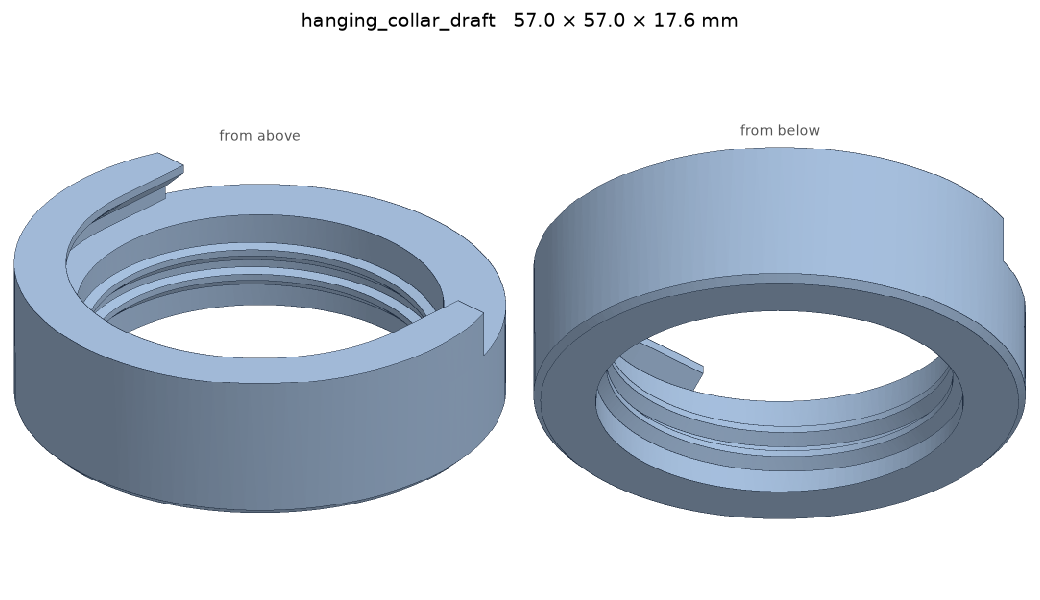 hanging_collar_draft   57.0 × 57.0 × 17.6 mm
from above
from below